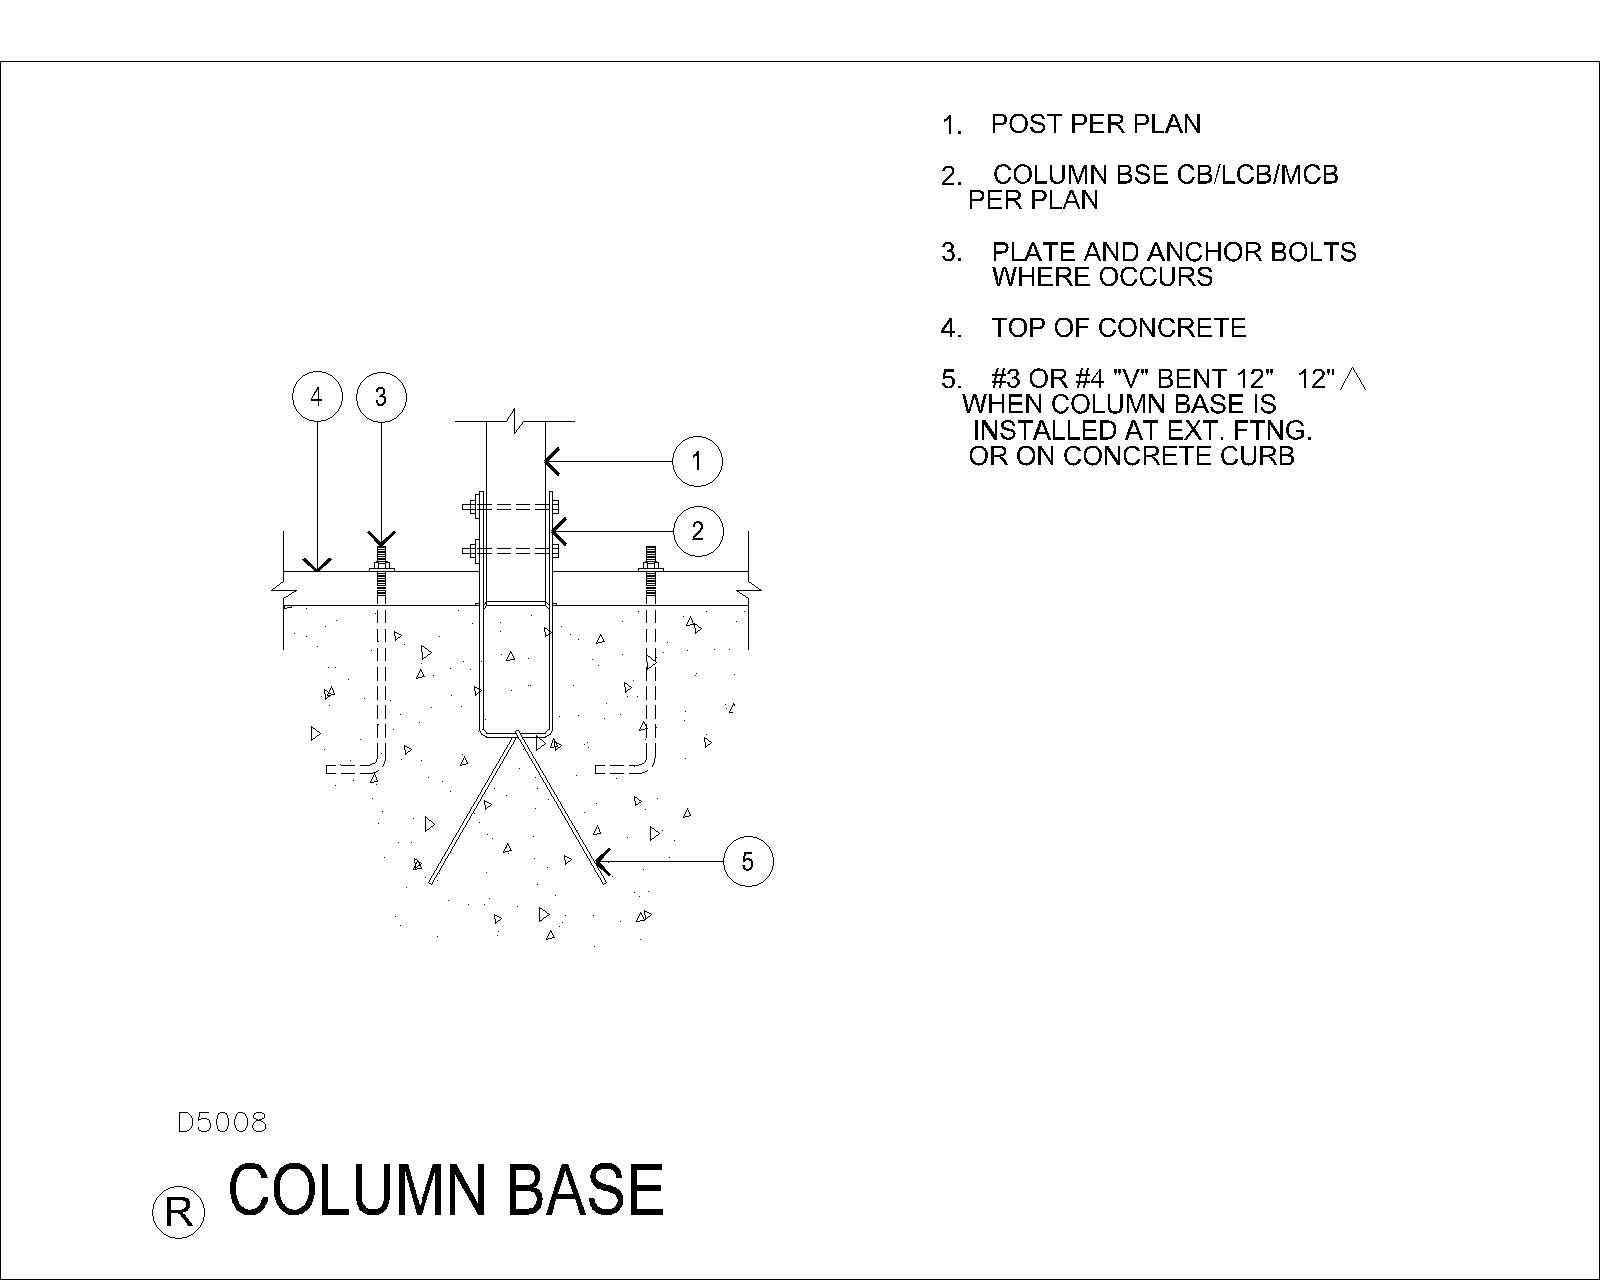 1. POST PER PLAN
2. COLUMN BSE CB/LCB/MCB
PER PLAN
3. PLATE AND ANCHOR BOLTS
WHERE OCCURS
4. TOP OF CONCRETE
5. #3 OR #4 "V" BENT 12" 12"
WHEN COLUMN BASE IS
INSTALLED AT EXT. FTNG.
OR ON CONCRETE CURB
4 3
1
2
5
D5008
R COLUMN BASE